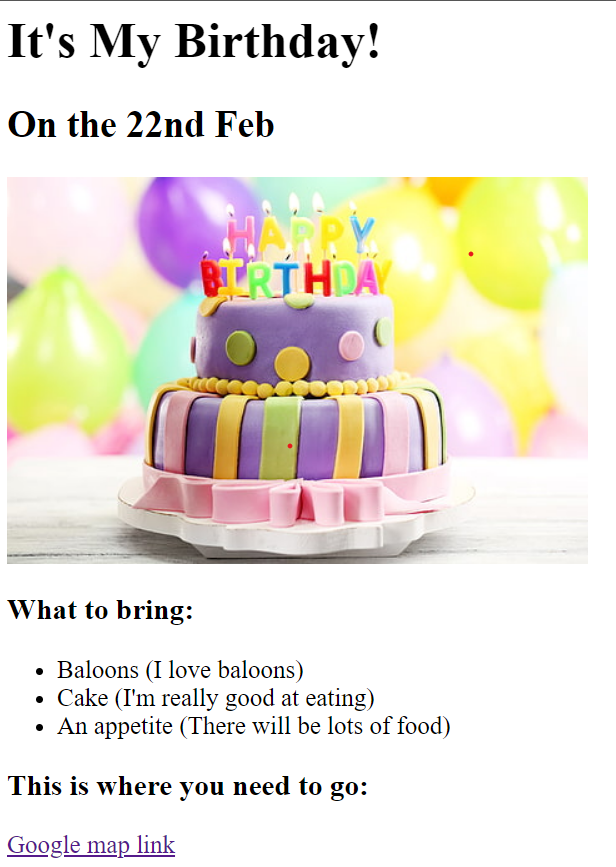 It's My Birthday!
On the 22nd Feb
HAPPY
BIRTHDAY
What to bring:
Baloons (I love baloons)
Cake (I'm really good at eating)
An appetite (There will be lots of food)
This is where you need to go:
Google map link